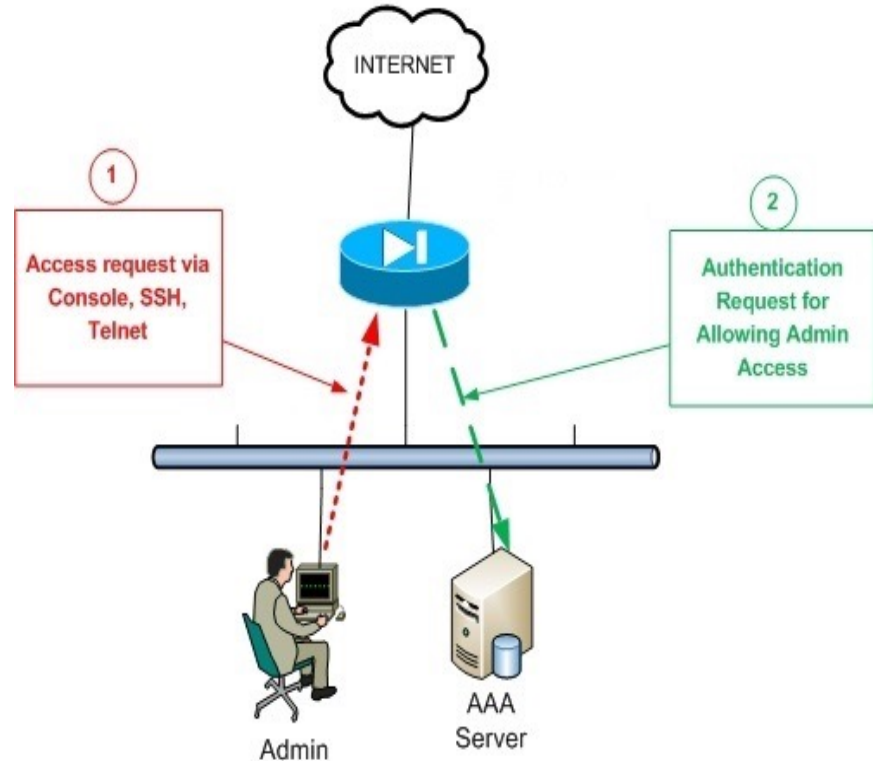 INTERNET
1
Access request via
Console, SSH,
Telnet
2
Authentication
Request for
Allowing Admin
Access
Admin
AAA
Server